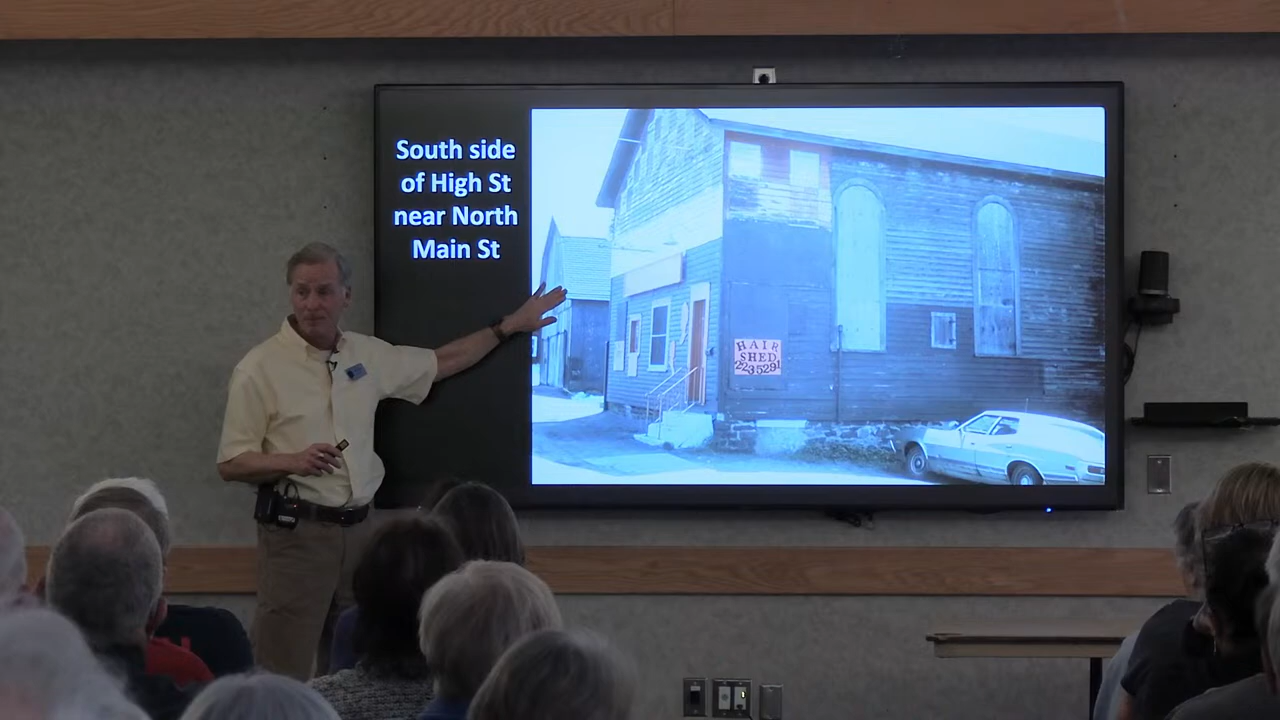 South side
of High St
near North
Main St
HAIR
SHED
2235291